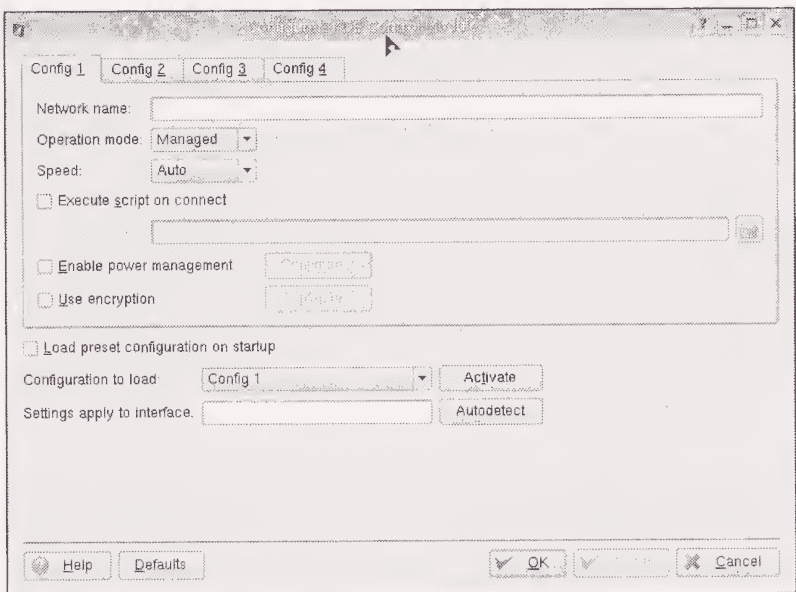 Config 1 Config 2 Config 3 Config 4
Network name:
Operation mode: Managed
Speed: Auto
Execute script on connect
Enable power management
Use encryption
Load preset configuration on startup
Configuration to load: Config 1 Activate
Settings apply to interface. Autodetect
Help Defaults OK Cancel